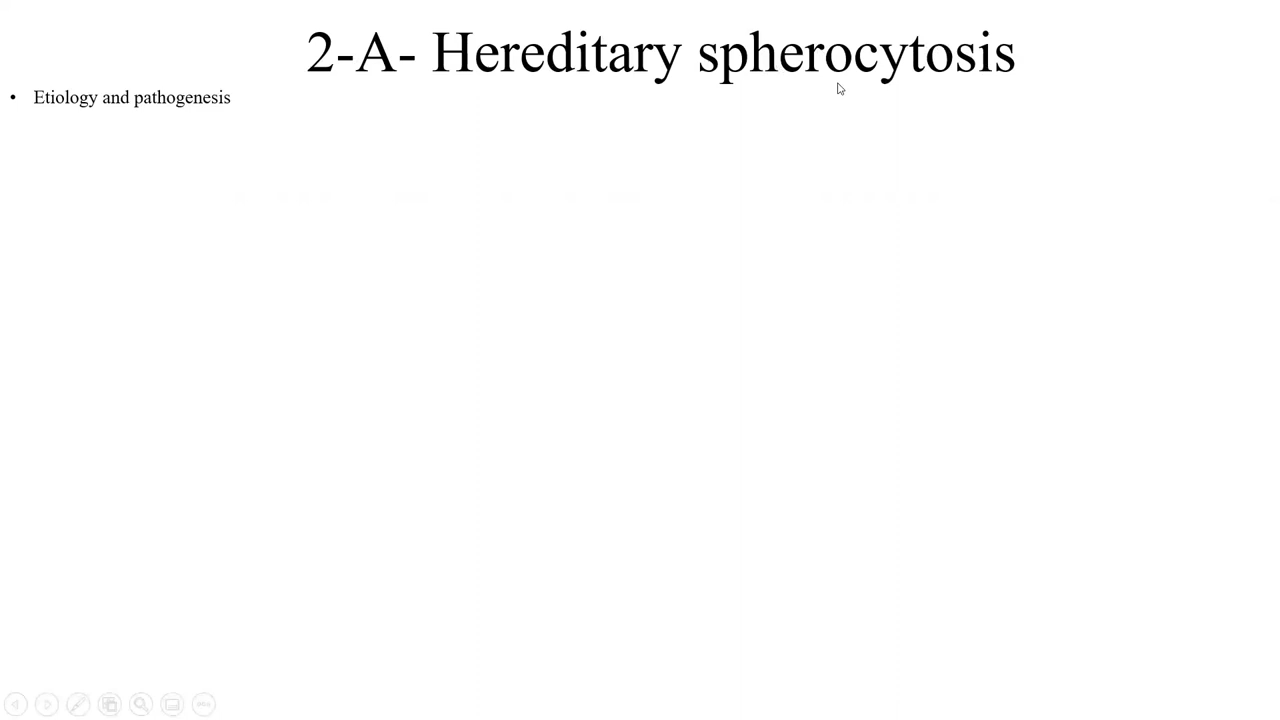 2-A- Hereditary spherocytosis
• Etiology and pathogenesis